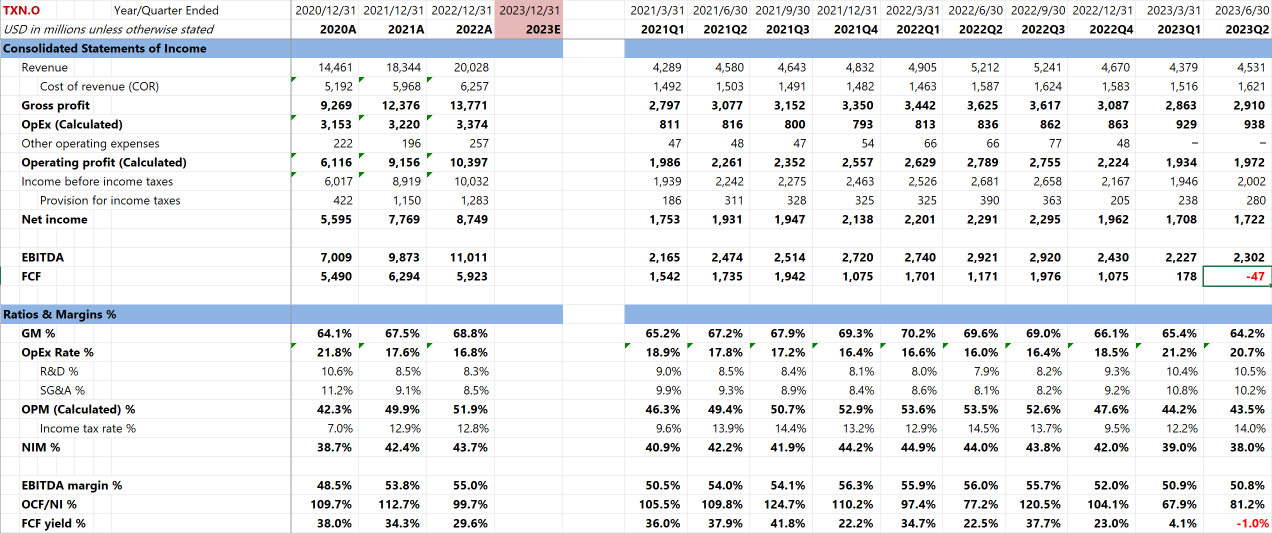 TXN.O Year/Quarter Ended 2020/12/31 2021/12/31 2022/12/31 2023/12/31 2021/3/31 2021/6/30 2021/9/30 2021/12/31 2022/3/31 2022/6/30 2022/9/30 2022/12/31 2023/3/31 2023/6/30
USD in millions unless otherwise stated 2020A 2021A 2022A 2023E 2021Q1 2021Q2 2021Q3 2021Q4 2022Q1 2022Q2 2022Q3 2022Q4 2023Q1 2023Q2
Consolidated Statements of Income
Revenue 14,461 18,344 20,028 4,289 4,580 4,643 4,832 4,905 5,212 5,241 4,670 4,379 4,531
Cost of revenue (COR) 5,192 5,968 6,257 1,492 1,503 1,491 1,482 1,463 1,587 1,624 1,583 1,516 1,621
Gross profit 9,269 12,376 13,771 2,797 3,077 3,152 3,350 3,442 3,625 3,617 3,087 2,863 2,910
OpEx (Calculated) 3,153 3,220 3,374 811 816 800 793 813 836 862 863 929 938
Other operating expenses 222 196 257 47 48 47 54 66 66 77 48 – –
Operating profit (Calculated) 6,116 9,156 10,397 1,986 2,261 2,352 2,557 2,629 2,789 2,755 2,224 1,934 1,972
Income before income taxes 6,017 8,919 10,032 1,939 2,242 2,275 2,463 2,526 2,681 2,658 2,167 1,946 2,002
Provision for income taxes 422 1,150 1,283 186 311 328 325 325 390 363 205 238 280
Net income 5,595 7,769 8,749 1,753 1,931 1,947 2,138 2,201 2,291 2,295 1,962 1,708 1,722
EBITDA 7,009 9,873 11,011 2,165 2,474 2,514 2,720 2,740 2,921 2,920 2,430 2,227 2,302
FCF 5,490 6,294 5,923 1,542 1,735 1,942 1,075 1,701 1,171 1,976 1,075 178 -47
Ratios & Margins %
GM % 64.1% 67.5% 68.8% 65.2% 67.2% 67.9% 69.3% 70.2% 69.6% 69.0% 66.1% 65.4% 64.2%
OpEx Rate % 21.8% 17.6% 16.8% 18.9% 17.8% 17.2% 16.4% 16.6% 16.0% 16.4% 18.5% 21.2% 20.7%
R&D % 10.6% 8.5% 8.3% 9.0% 8.5% 8.4% 8.1% 8.0% 7.9% 8.2% 9.3% 10.4% 10.5%
SG&A % 11.2% 9.1% 8.5% 9.9% 9.3% 8.9% 8.4% 8.6% 8.1% 8.2% 9.2% 10.8% 10.2%
OPM (Calculated) % 42.3% 49.9% 51.9% 46.3% 49.4% 50.7% 52.9% 53.6% 53.5% 52.6% 47.6% 44.2% 43.5%
Income tax rate % 7.0% 12.9% 12.8% 9.6% 13.9% 14.4% 13.2% 12.9% 14.5% 13.7% 9.5% 12.2% 14.0%
NIM % 38.7% 42.4% 43.7% 40.9% 42.2% 41.9% 44.2% 44.9% 44.0% 43.8% 42.0% 39.0% 38.0%
EBITDA margin % 48.5% 53.8% 55.0% 50.5% 54.0% 54.1% 56.3% 55.9% 56.0% 55.7% 52.0% 50.9% 50.8%
OCF/NI % 109.7% 112.7% 99.7% 105.5% 109.8% 124.7% 110.2% 97.4% 77.2% 120.5% 104.1% 67.9% 81.2%
FCF yield % 38.0% 34.3% 29.6% 36.0% 37.9% 41.8% 22.2% 34.7% 22.5% 37.7% 23.0% 4.1% -1.0%